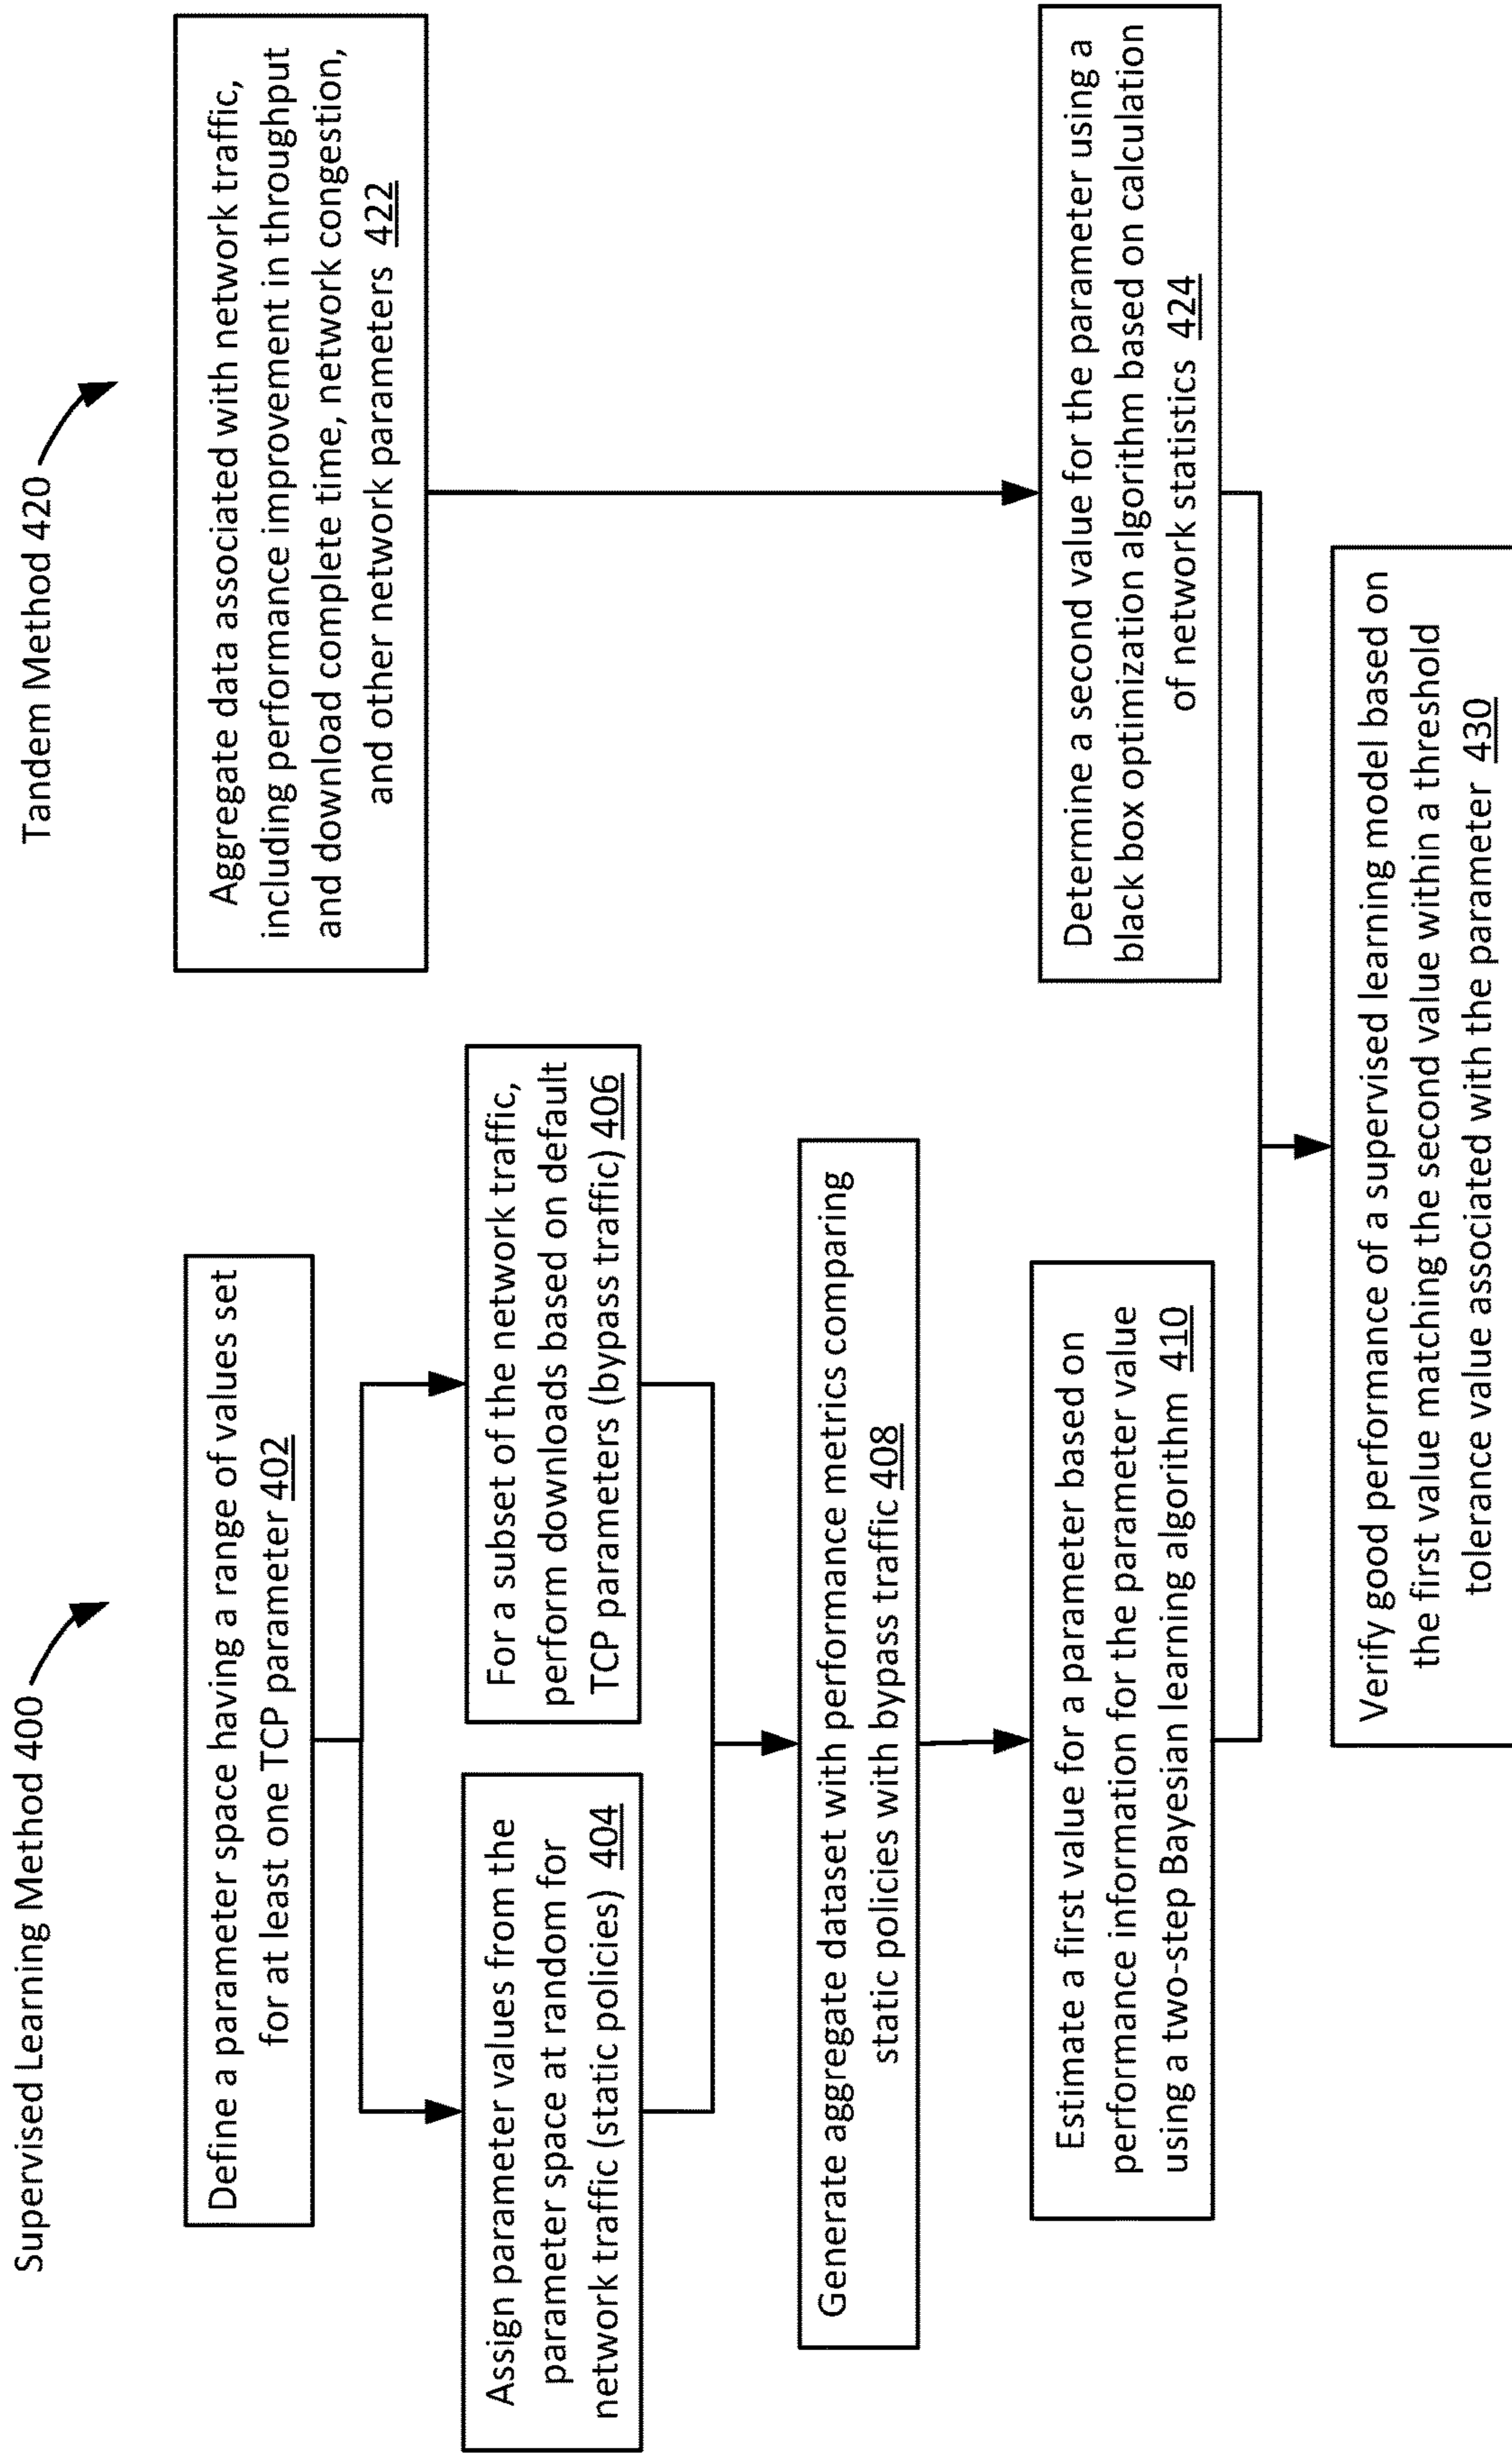 Supervised Learning Method 400
Define a parameter space having a range of values set
for at least one TCP parameter 402
Assign parameter values from the
parameter space at random for
network traffic (static policies) 404
For a subset of the network traffic,
perform downloads based on default
TCP parameters (bypass traffic) 406
Generate aggregate dataset with performance metrics comparing
static policies with bypass traffic 408
Estimate a first value for a parameter based on
performance information for the parameter value
using a two-step Bayesian learning algorithm 410
Tandem Method 420
Aggregate data associated with network traffic,
including performance improvement in throughput
and download complete time, network congestion,
and other network parameters 422
Determine a second value for the parameter using a
black box optimization algorithm based on calculation
of network statistics 424
Verify good performance of a supervised learning model based on
the first value matching the second value within a threshold
tolerance value associated with the parameter 430